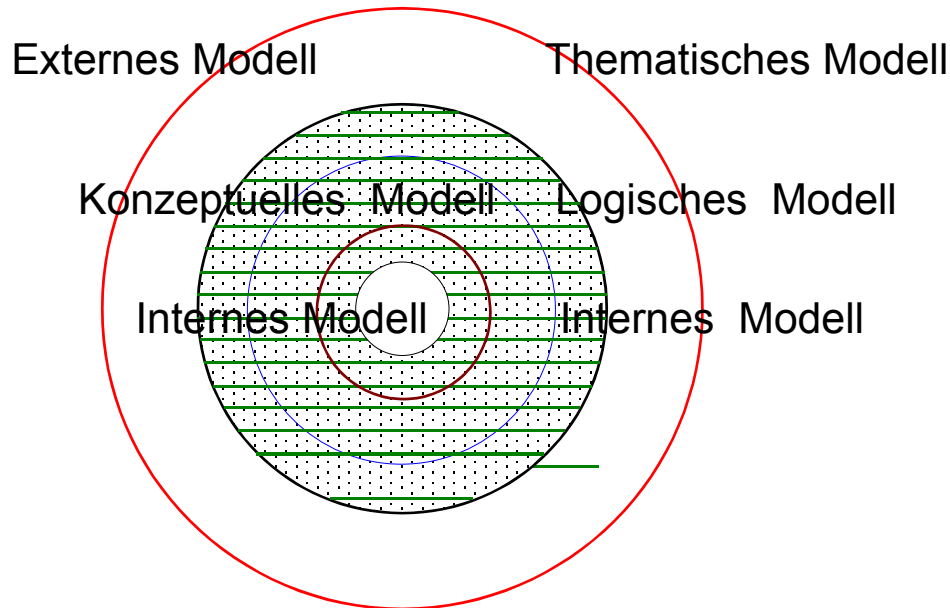 Externes Modell Thematisches Modell
Konzeptuelles Modell Logisches Modell
Internes Modell Internes Modell